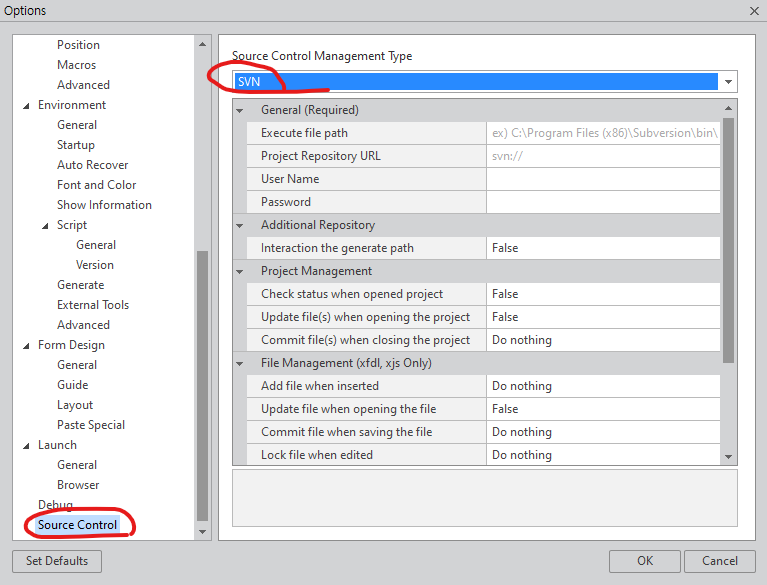 Options
Position
Macros
Advanced
Environment
General
Startup
Auto Recover
Font and Color
Show Information
Script
General
Version
Generate
External Tools
Advanced
Form Design
General
Guide
Layout
Paste Special
Launch
General
Browser
Debug
Source Control
Source Control Management Type
SVN
General (Required)
Execute file path ex) C:\Program Files (x86)\Subversion\bin\
Project Repository URL svn://
User Name
Password
Additional Repository
Interaction the generate path False
Project Management
Check status when opened project False
Update file(s) when opening the project False
Commit file(s) when closing the project Do nothing
File Management (xfdl, xjs Only)
Add file when inserted Do nothing
Update file when opening the file False
Commit file when saving the file Do nothing
Lock file when edited Do nothing
Set Defaults
OK
Cancel